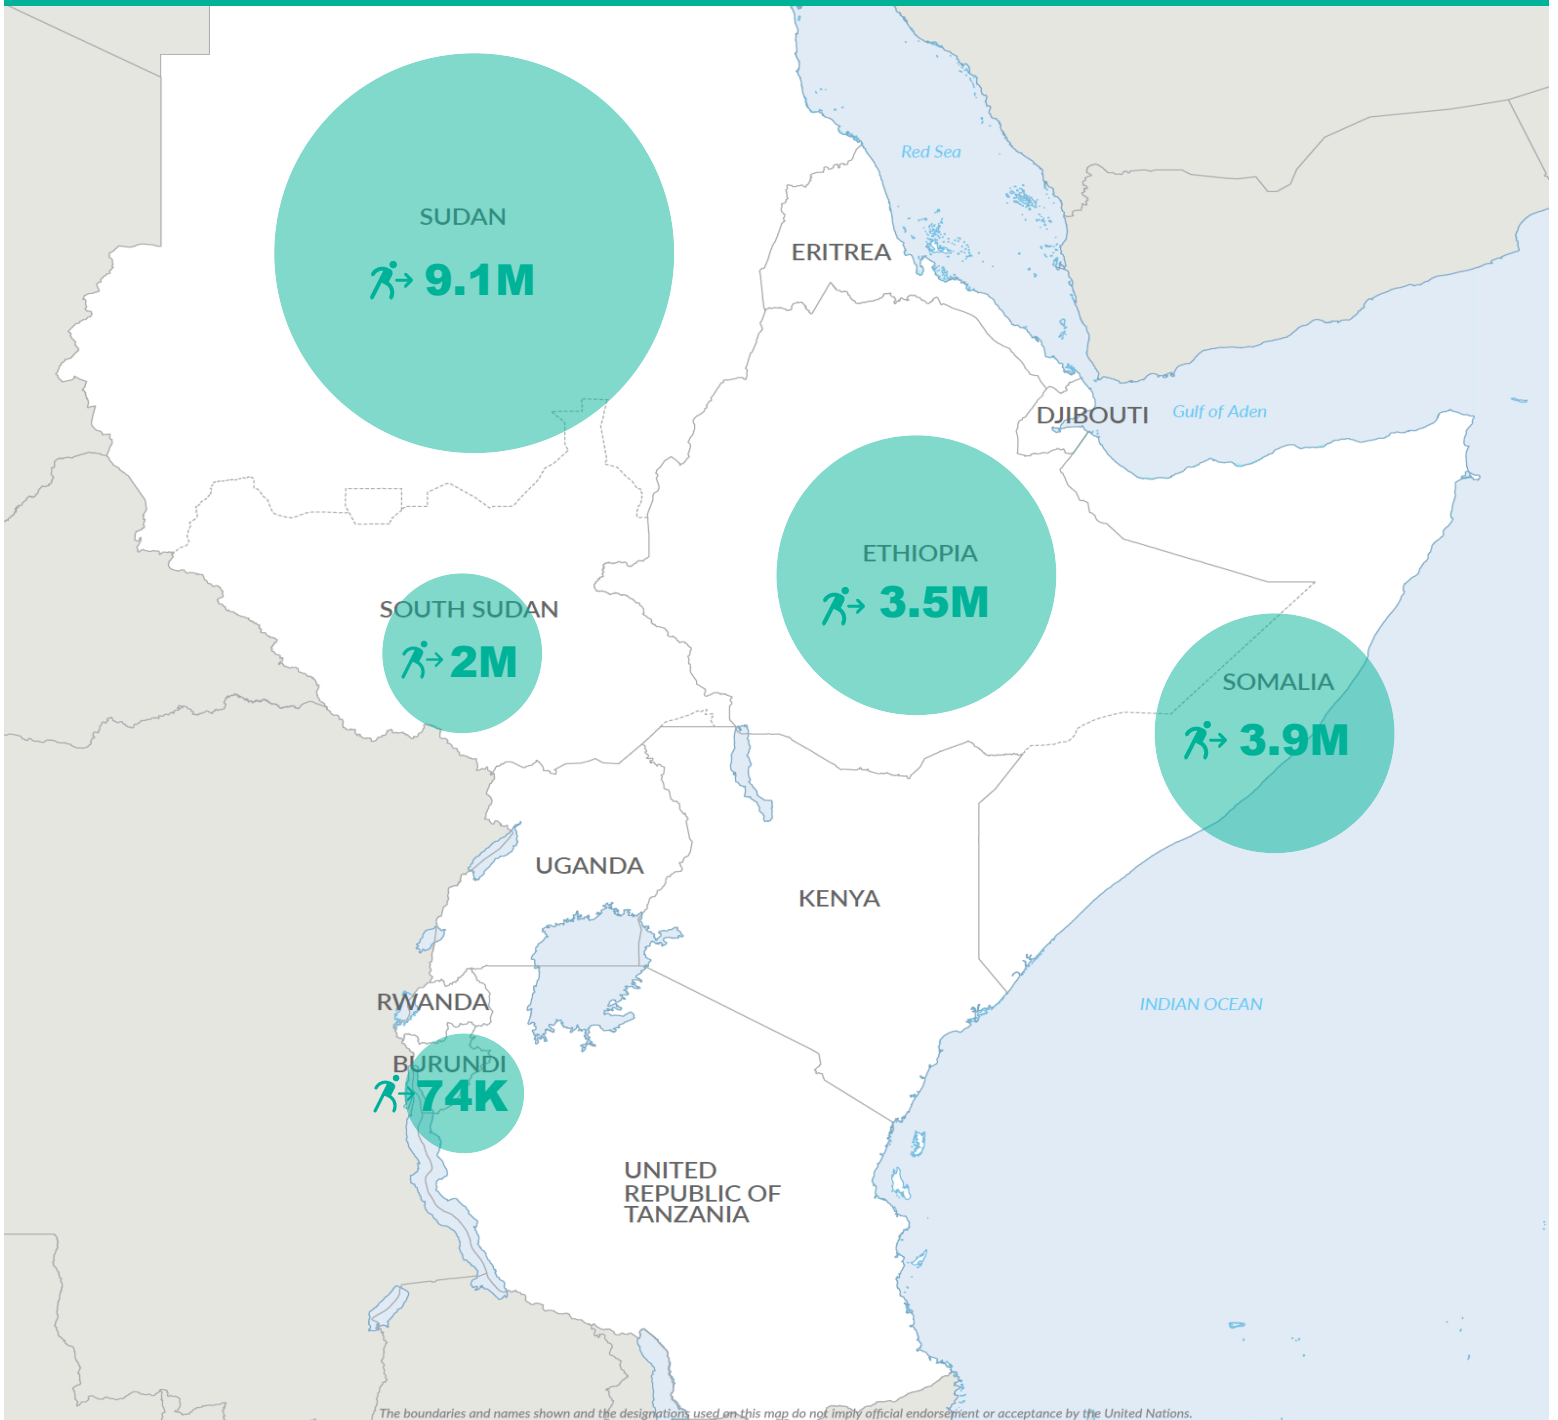 Red Sea
SUDAN
ERITREA
9.1M
DJIBOUTI
Gulf of Aden
ETHIOPIA
3.5M
SOUTH SUDAN
2M
SOMALIA
3.9M
UGANDA
KENYA
RWANDA
INDIAN OCEAN
BURUNDI
74K
UNITED
REPUBLIC OF
TANZANIA
The boundaries and names shown and the designations used on this map do not imply official endorsement or acceptance by the United Nations.